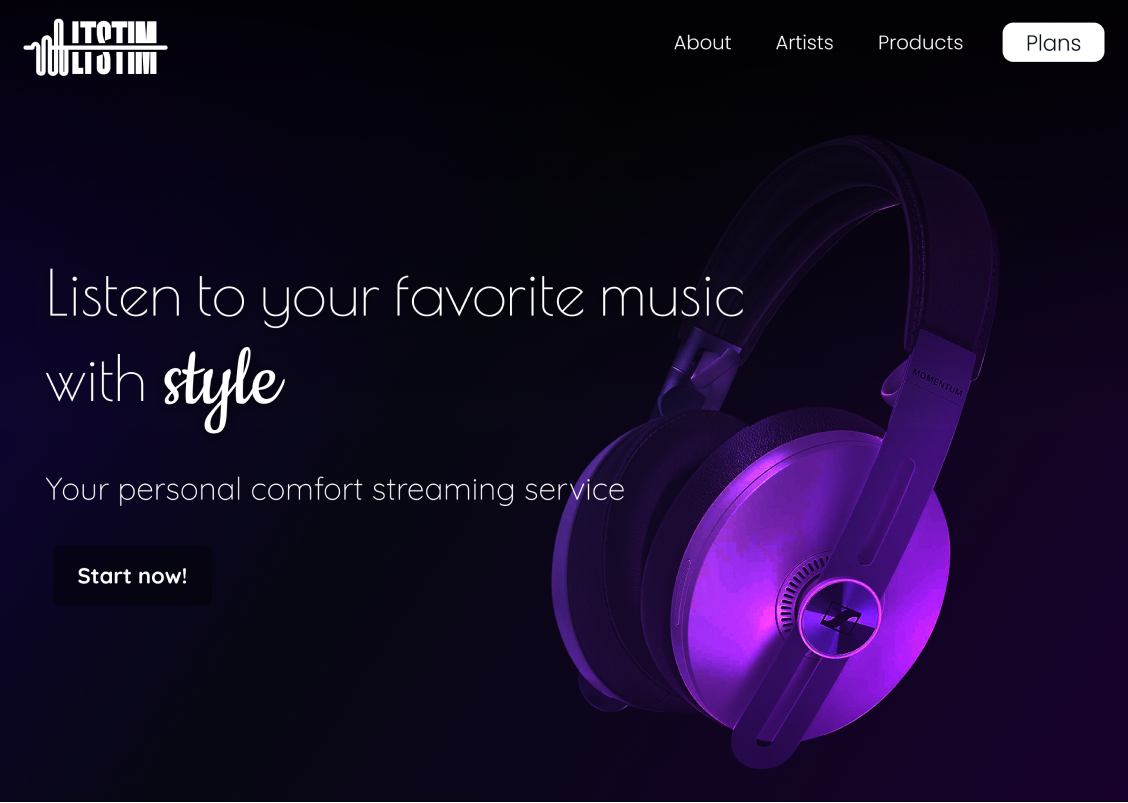 LTSTIM
About
Artists
Products
Plans
Listen to your favorite music
with style
Your personal comfort streaming service
Start now!
MOMENTUM